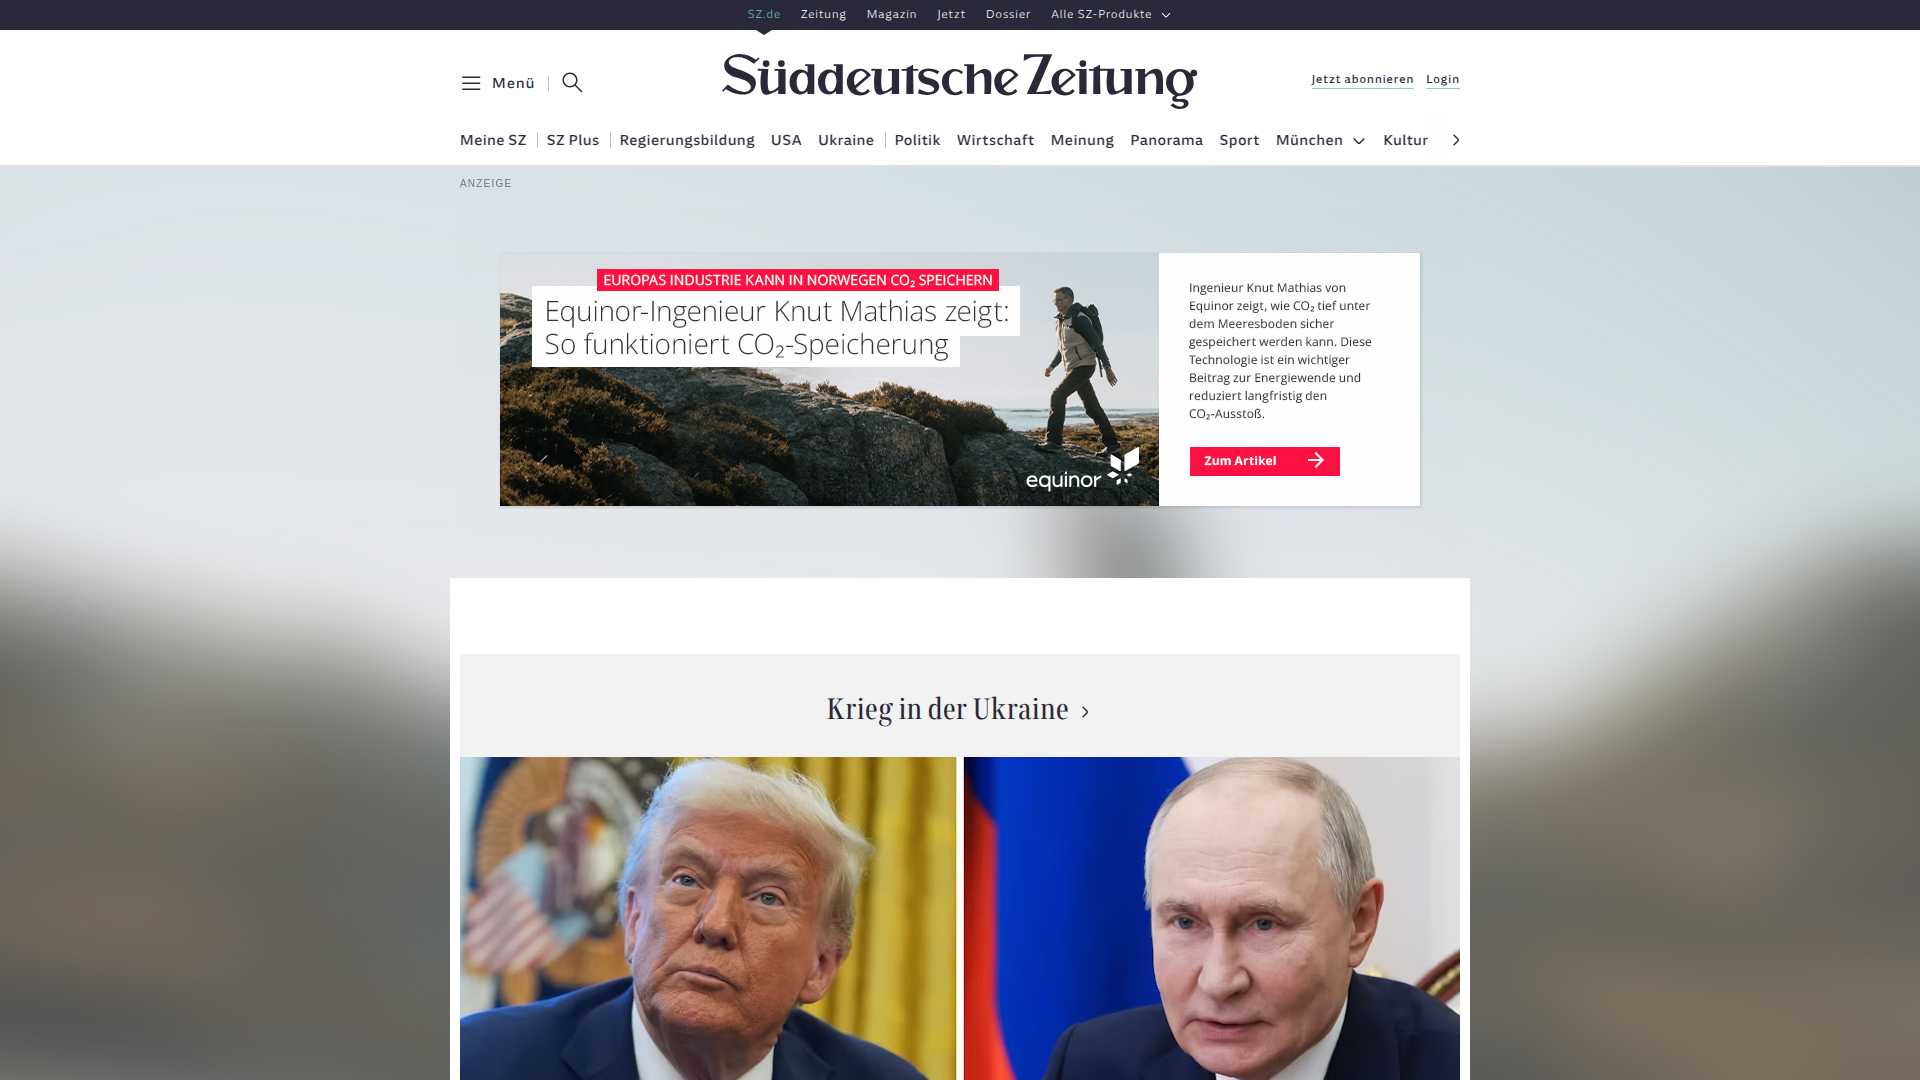 SZ.de Zeitung Magazin Jetzt Dossier Alle SZ-Produkte
Menü
Süddeutsche Zeitung
Jetzt abonnieren Login
Meine SZ SZ Plus Regierungsbildung USA Ukraine Politik Wirtschaft Meinung Panorama Sport München Kultur
ANZEIGE
EUROPAS INDUSTRIE KANN IN NORWEGEN CO₂ SPEICHERN
Equinor-Ingenieur Knut Mathias zeigt:
So funktioniert CO₂-Speicherung
equinor
Ingenieur Knut Mathias von
Equinor zeigt, wie CO₂ tief unter
dem Meeresboden sicher
gespeichert werden kann. Diese
Technologie ist ein wichtiger
Beitrag zur Energiewende und
reduziert langfristig den
CO₂-Ausstoß.
Zum Artikel
Krieg in der Ukraine